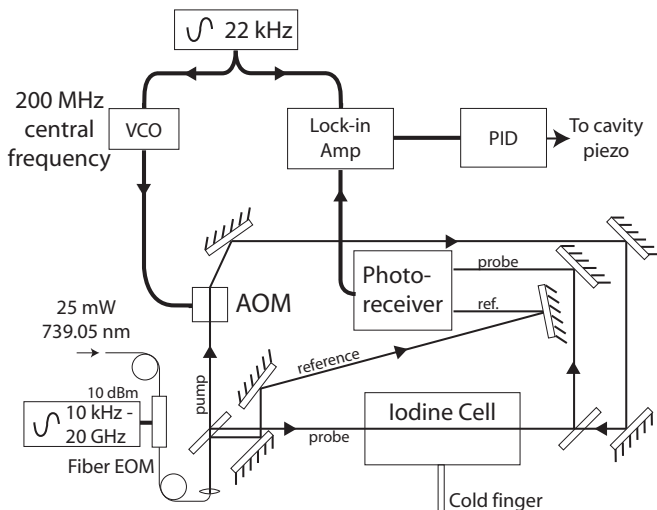 22 kHz
200 MHz
central
frequency
VCO
Lock-in
Amp
PID
To cavity
piezo
Photo-
receiver
probe
ref.
AOM
25 mW
739.05 nm
reference
pump
10 dBm
10 kHz -
20 GHz
Fiber EOM
probe
Iodine Cell
Cold finger